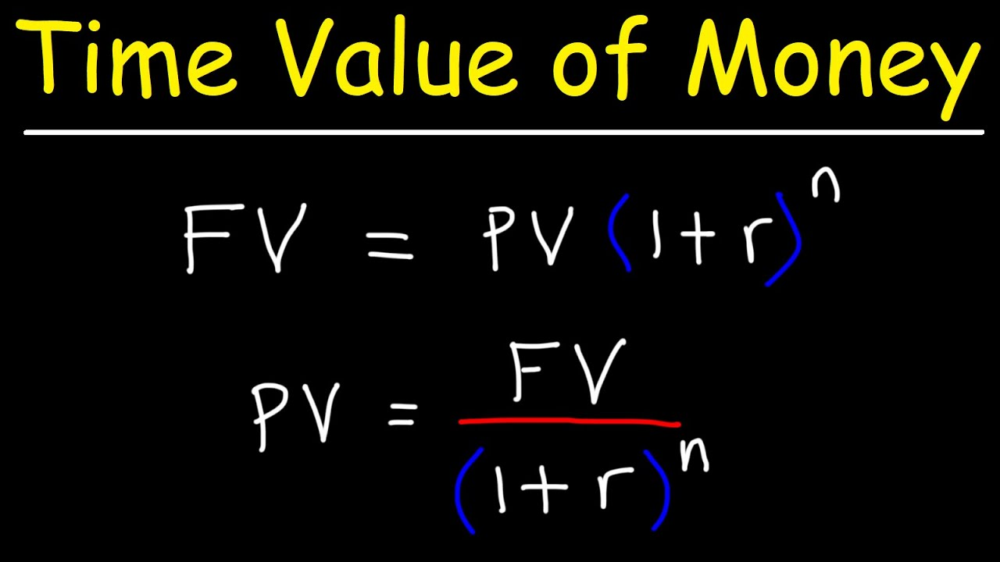 Time Value of Money
FV = PV (1+r)^n
PV = FV / (1+r)^n